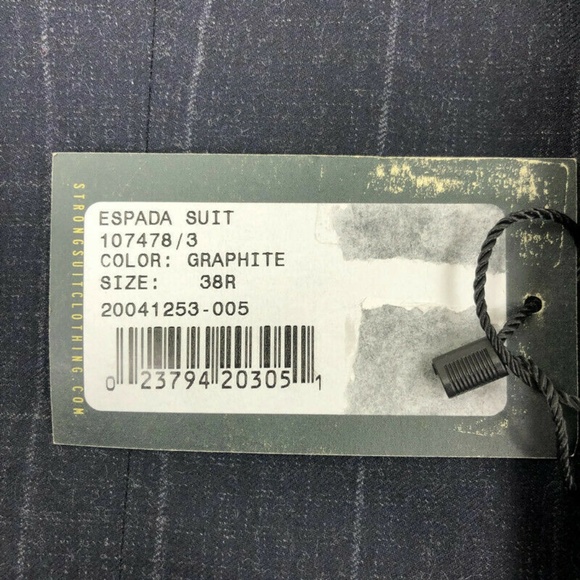 STRONGSUITCLOTHING.COM
ESPADA SUIT
107478/3
COLOR: GRAPHITE
SIZE: 38R
20041253-005
0 23794 20305 1